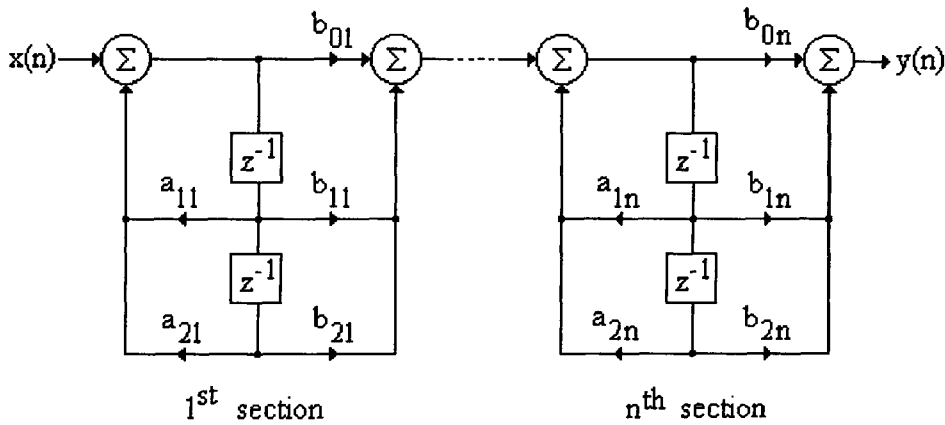 b01 b0n
x(n) Σ Σ Σ Σ y(n)
z-1 z-1
a11 b11 a1n b1n
z-1 z-1
a21 b21 a2n b2n
1st section nth section